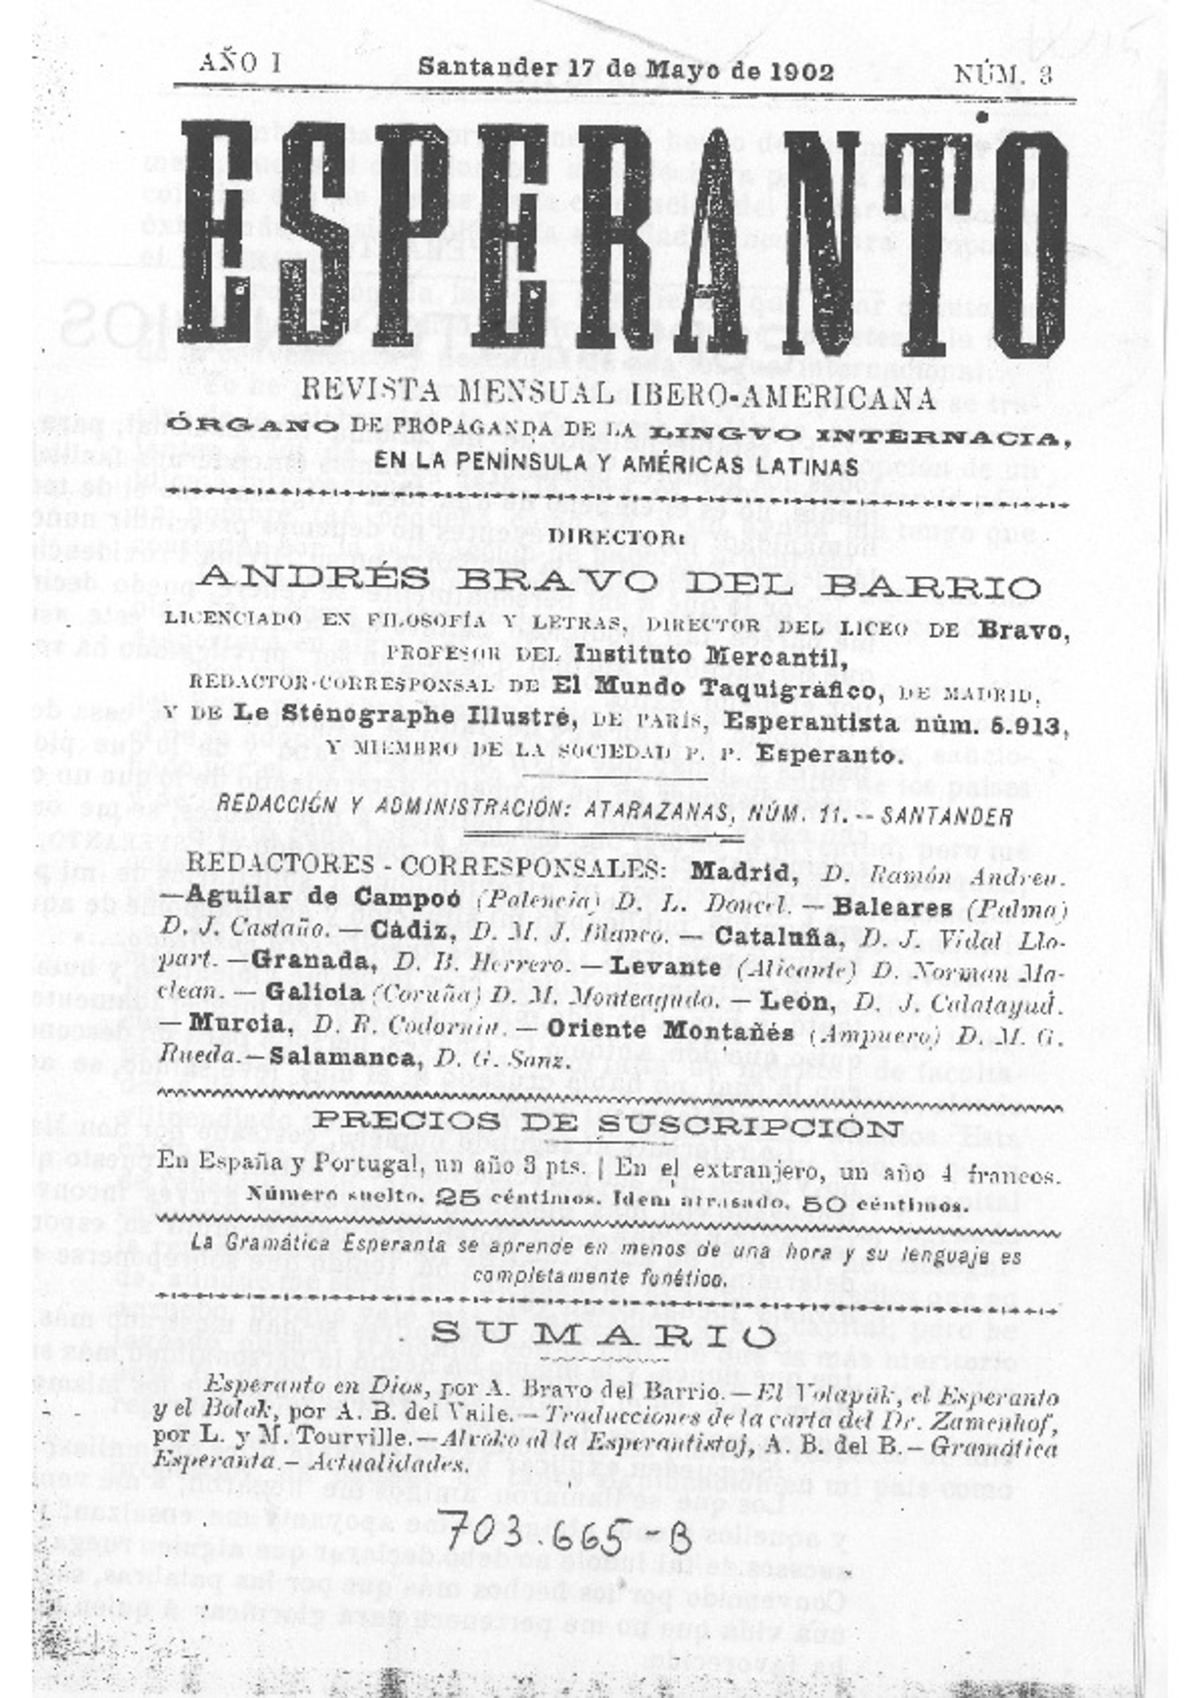 AÑO I Santander 17 de Mayo de 1902 NÚM. 3
ESPERANTO
REVISTA MENSUAL IBERO-AMERICANA
ÓRGANO DE PROPAGANDA DE LA LINGVO INTERNACIA,
EN LA PENÍNSULA Y AMÉRICAS LATINAS
DIRECTOR:
ANDRÉS BRAVO DEL BARRIO
LICENCIADO EN FILOSOFÍA Y LETRAS, DIRECTOR DEL LICEO DE Bravo,
PROFESOR DEL Instituto Mercantil,
REDACTOR-CORRESPONSAL DE El Mundo Taquigráfico, DE MADRID,
Y DE Le Sténographe Illustré, DE PARÍS, Esperantista núm. 5.913,
Y MIEMBRO DE LA SOCIEDAD P. P. Esperanto.
REDACCIÓN Y ADMINISTRACIÓN: ATARAZANAS, NÚM. 11.--SANTANDER
REDACTORES - CORRESPONSALES: Madrid, D. Ramón Andreu.
—Aguilar de Campoó (Palencia) D. L. Doucel. — Baleares (Palma)
D. J. Castaño. — Cádiz, D. M. J. Blanco. — Cataluña, D. J. Vidal Llo-
part. —Granada, D. B. Herrero. — Levante (Alicante) D. Norman Ma-
clean. — Galicia (Coruña) D. M. Monteagudo. — León, D. J. Calatayud.
— Murcia, D. R. Codorniu. — Oriente Montañés (Ampuero) D. M. G.
Rueda.—Salamanca, D. G. Sanz.
PRECIOS DE SUSCRIPCIÓN
En España y Portugal, un año 3 pts. | En el extranjero, un año 4 francos.
Número suelto, 25 céntimos. Idem atrasado, 50 céntimos.
La Gramática Esperanta se aprende en menos de una hora y su lenguaje es
completamente fonético.
SUMARIO
Esperanto en Dios, por A. Bravo del Barrio.—El Volapük, el Esperanto
y el Bolak, por A. B. del Valle.—Traducciones de la carta del Dr. Zamenhof,
por L. y M. Tourville.—Alvoko al la Esperantistoj, A. B. del B.—Gramática
Esperanta.—Actualidades.
703.665-B